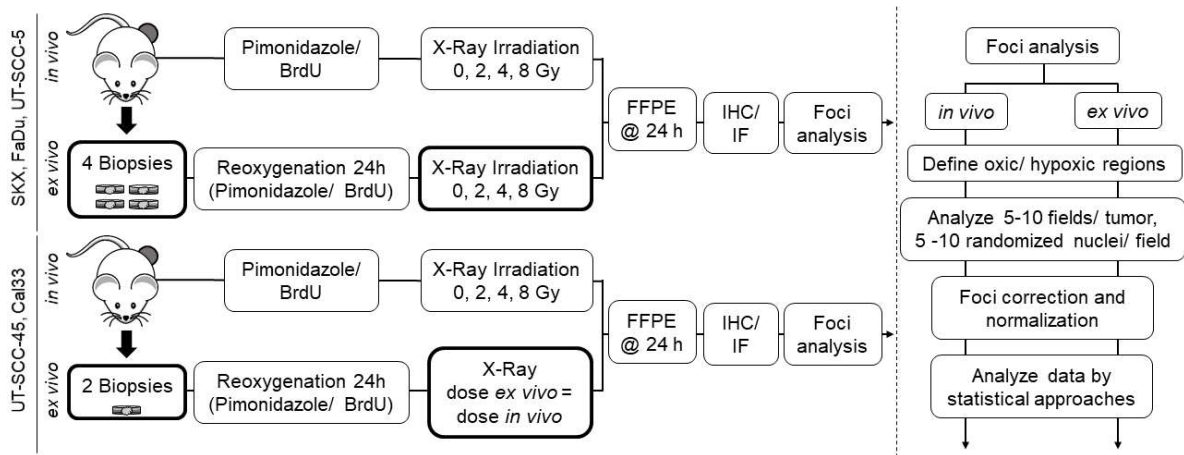 SKX, FaDu, UT-SCC-5
in vivo
Pimonidazole/
BrdU
X-Ray Irradiation
0, 2, 4, 8 Gy
ex vivo
4 Biopsies
Reoxygenation 24h
(Pimonidazole/ BrdU)
X-Ray Irradiation
0, 2, 4, 8 Gy
FFPE
@ 24 h
IHC/
IF
Foci
analysis
UT-SCC-45, Cal33
in vivo
Pimonidazole/
BrdU
X-Ray Irradiation
0, 2, 4, 8 Gy
ex vivo
2 Biopsies
Reoxygenation 24h
(Pimonidazole/ BrdU)
X-Ray
dose ex vivo =
dose in vivo
FFPE
@ 24 h
IHC/
IF
Foci
analysis
Foci analysis
in vivo
ex vivo
Define oxic/ hypoxic regions
Analyze 5-10 fields/ tumor,
5 -10 randomized nuclei/ field
Foci correction and
normalization
Analyze data by
statistical approaches